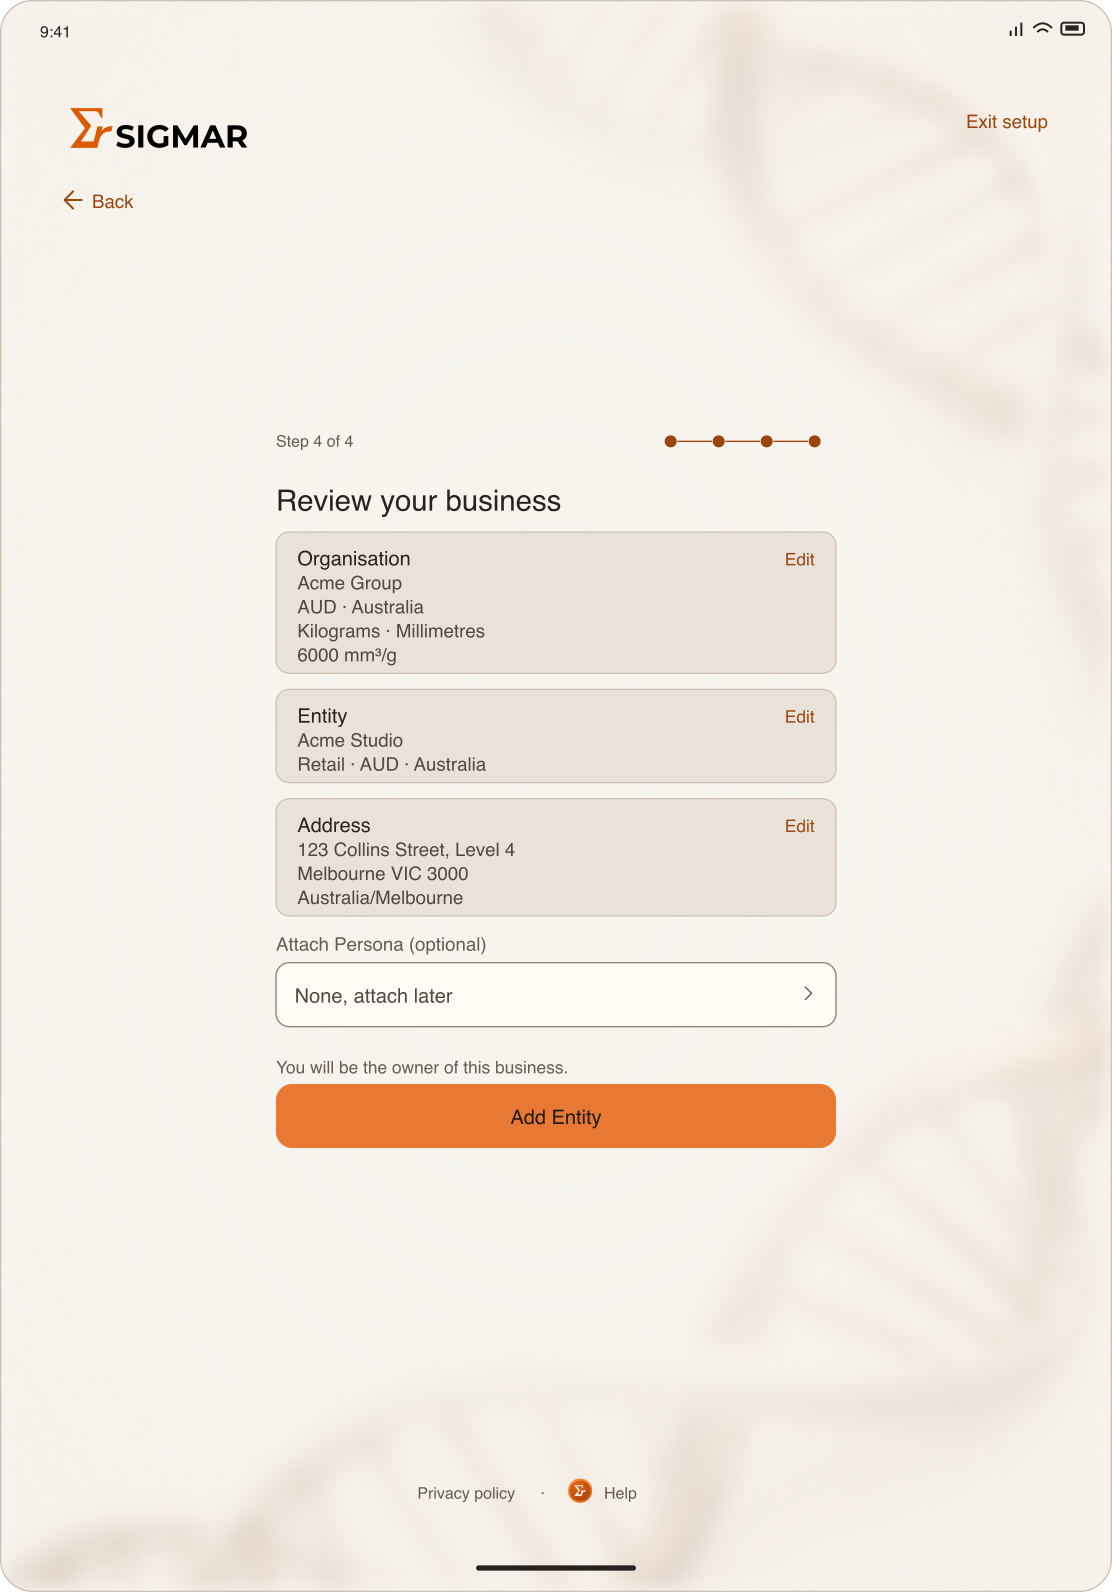 9:41
SIGMAR
Exit setup
Back
Step 4 of 4
Review your business
Organisation
Edit
Acme Group
AUD · Australia
Kilograms · Millimetres
6000 mm³/g
Entity
Edit
Acme Studio
Retail · AUD · Australia
Address
Edit
123 Collins Street, Level 4
Melbourne VIC 3000
Australia/Melbourne
Attach Persona (optional)
None, attach later
You will be the owner of this business.
Add Entity
Privacy policy · Help